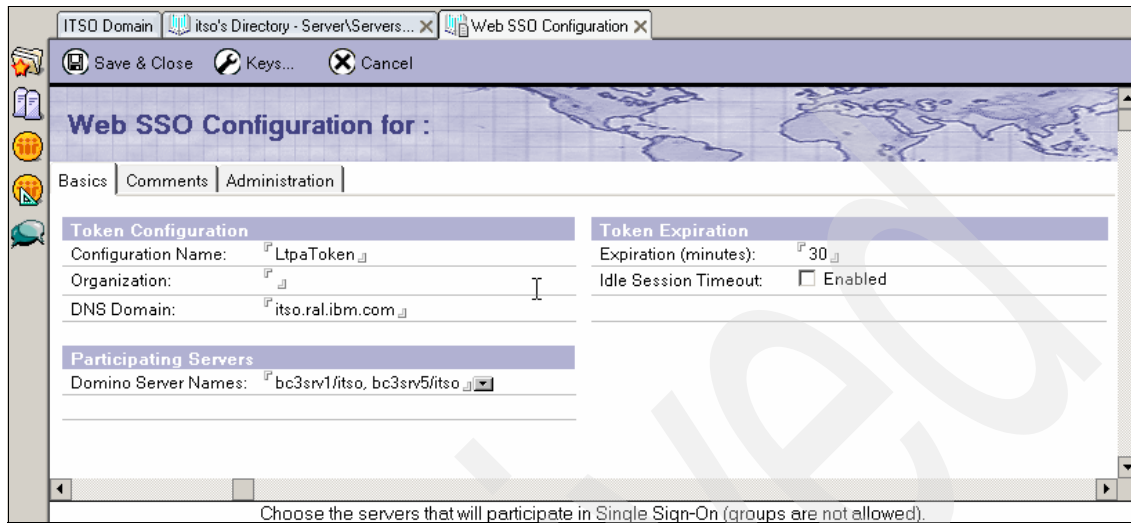 ITSO Domain itso's Directory - Server\Servers... Web SSO Configuration
Save & Close Keys... Cancel
Web SSO Configuration for :
Basics Comments Administration
Token Configuration
Configuration Name: LtpaToken
Organization:
DNS Domain: itso.ral.ibm.com
Participating Servers
Domino Server Names: bc3srv1/itso, bc3srv5/itso
Token Expiration
Expiration (minutes): 30
Idle Session Timeout: Enabled
Choose the servers that will participate in Single Sign-On (groups are not allowed).